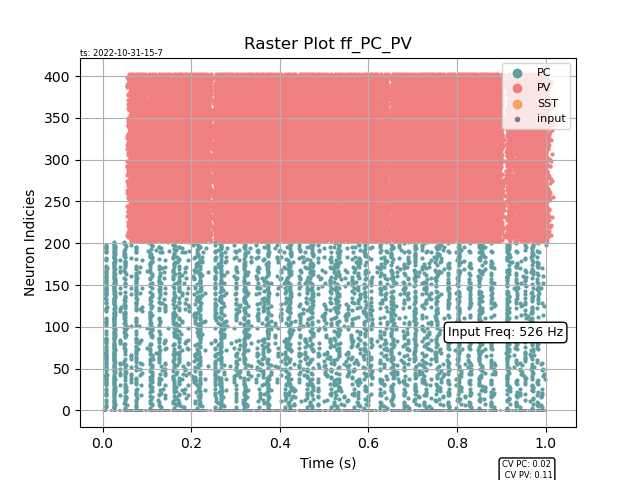 ts: 2022-10-31-15-7
Raster Plot ff_PC_PV
PC
PV
SST
input
Neuron Indicies
400
350
300
250
200
150
100
50
0
Input Freq: 526 Hz
0.0 0.2 0.4 0.6 0.8 1.0
Time (s)
CV PC: 0.02
CV PV: 0.11